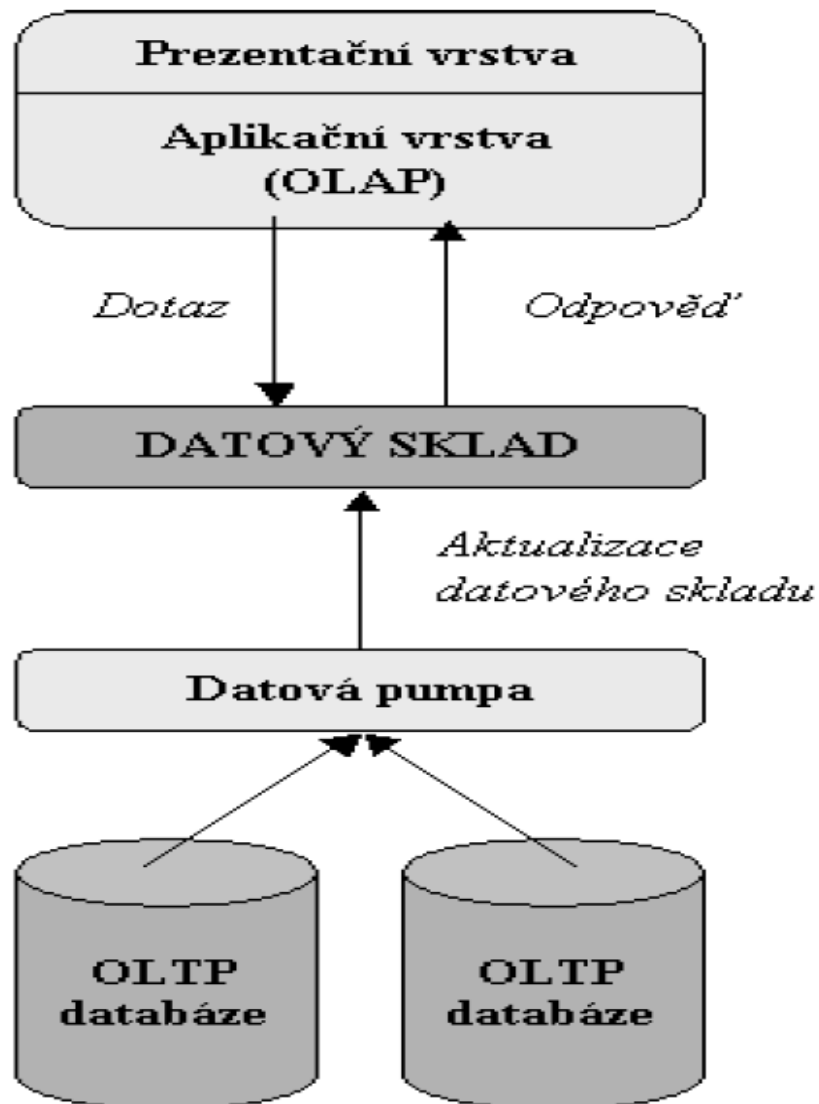 Prezentační vrstva
Aplikační vrstva
(OLAP)
Dotaz
Odpověď
DATOVÝ SKLAD
Aktualizace
datového skladu
Datová pumpa
OLTP
databáze
OLTP
databáze